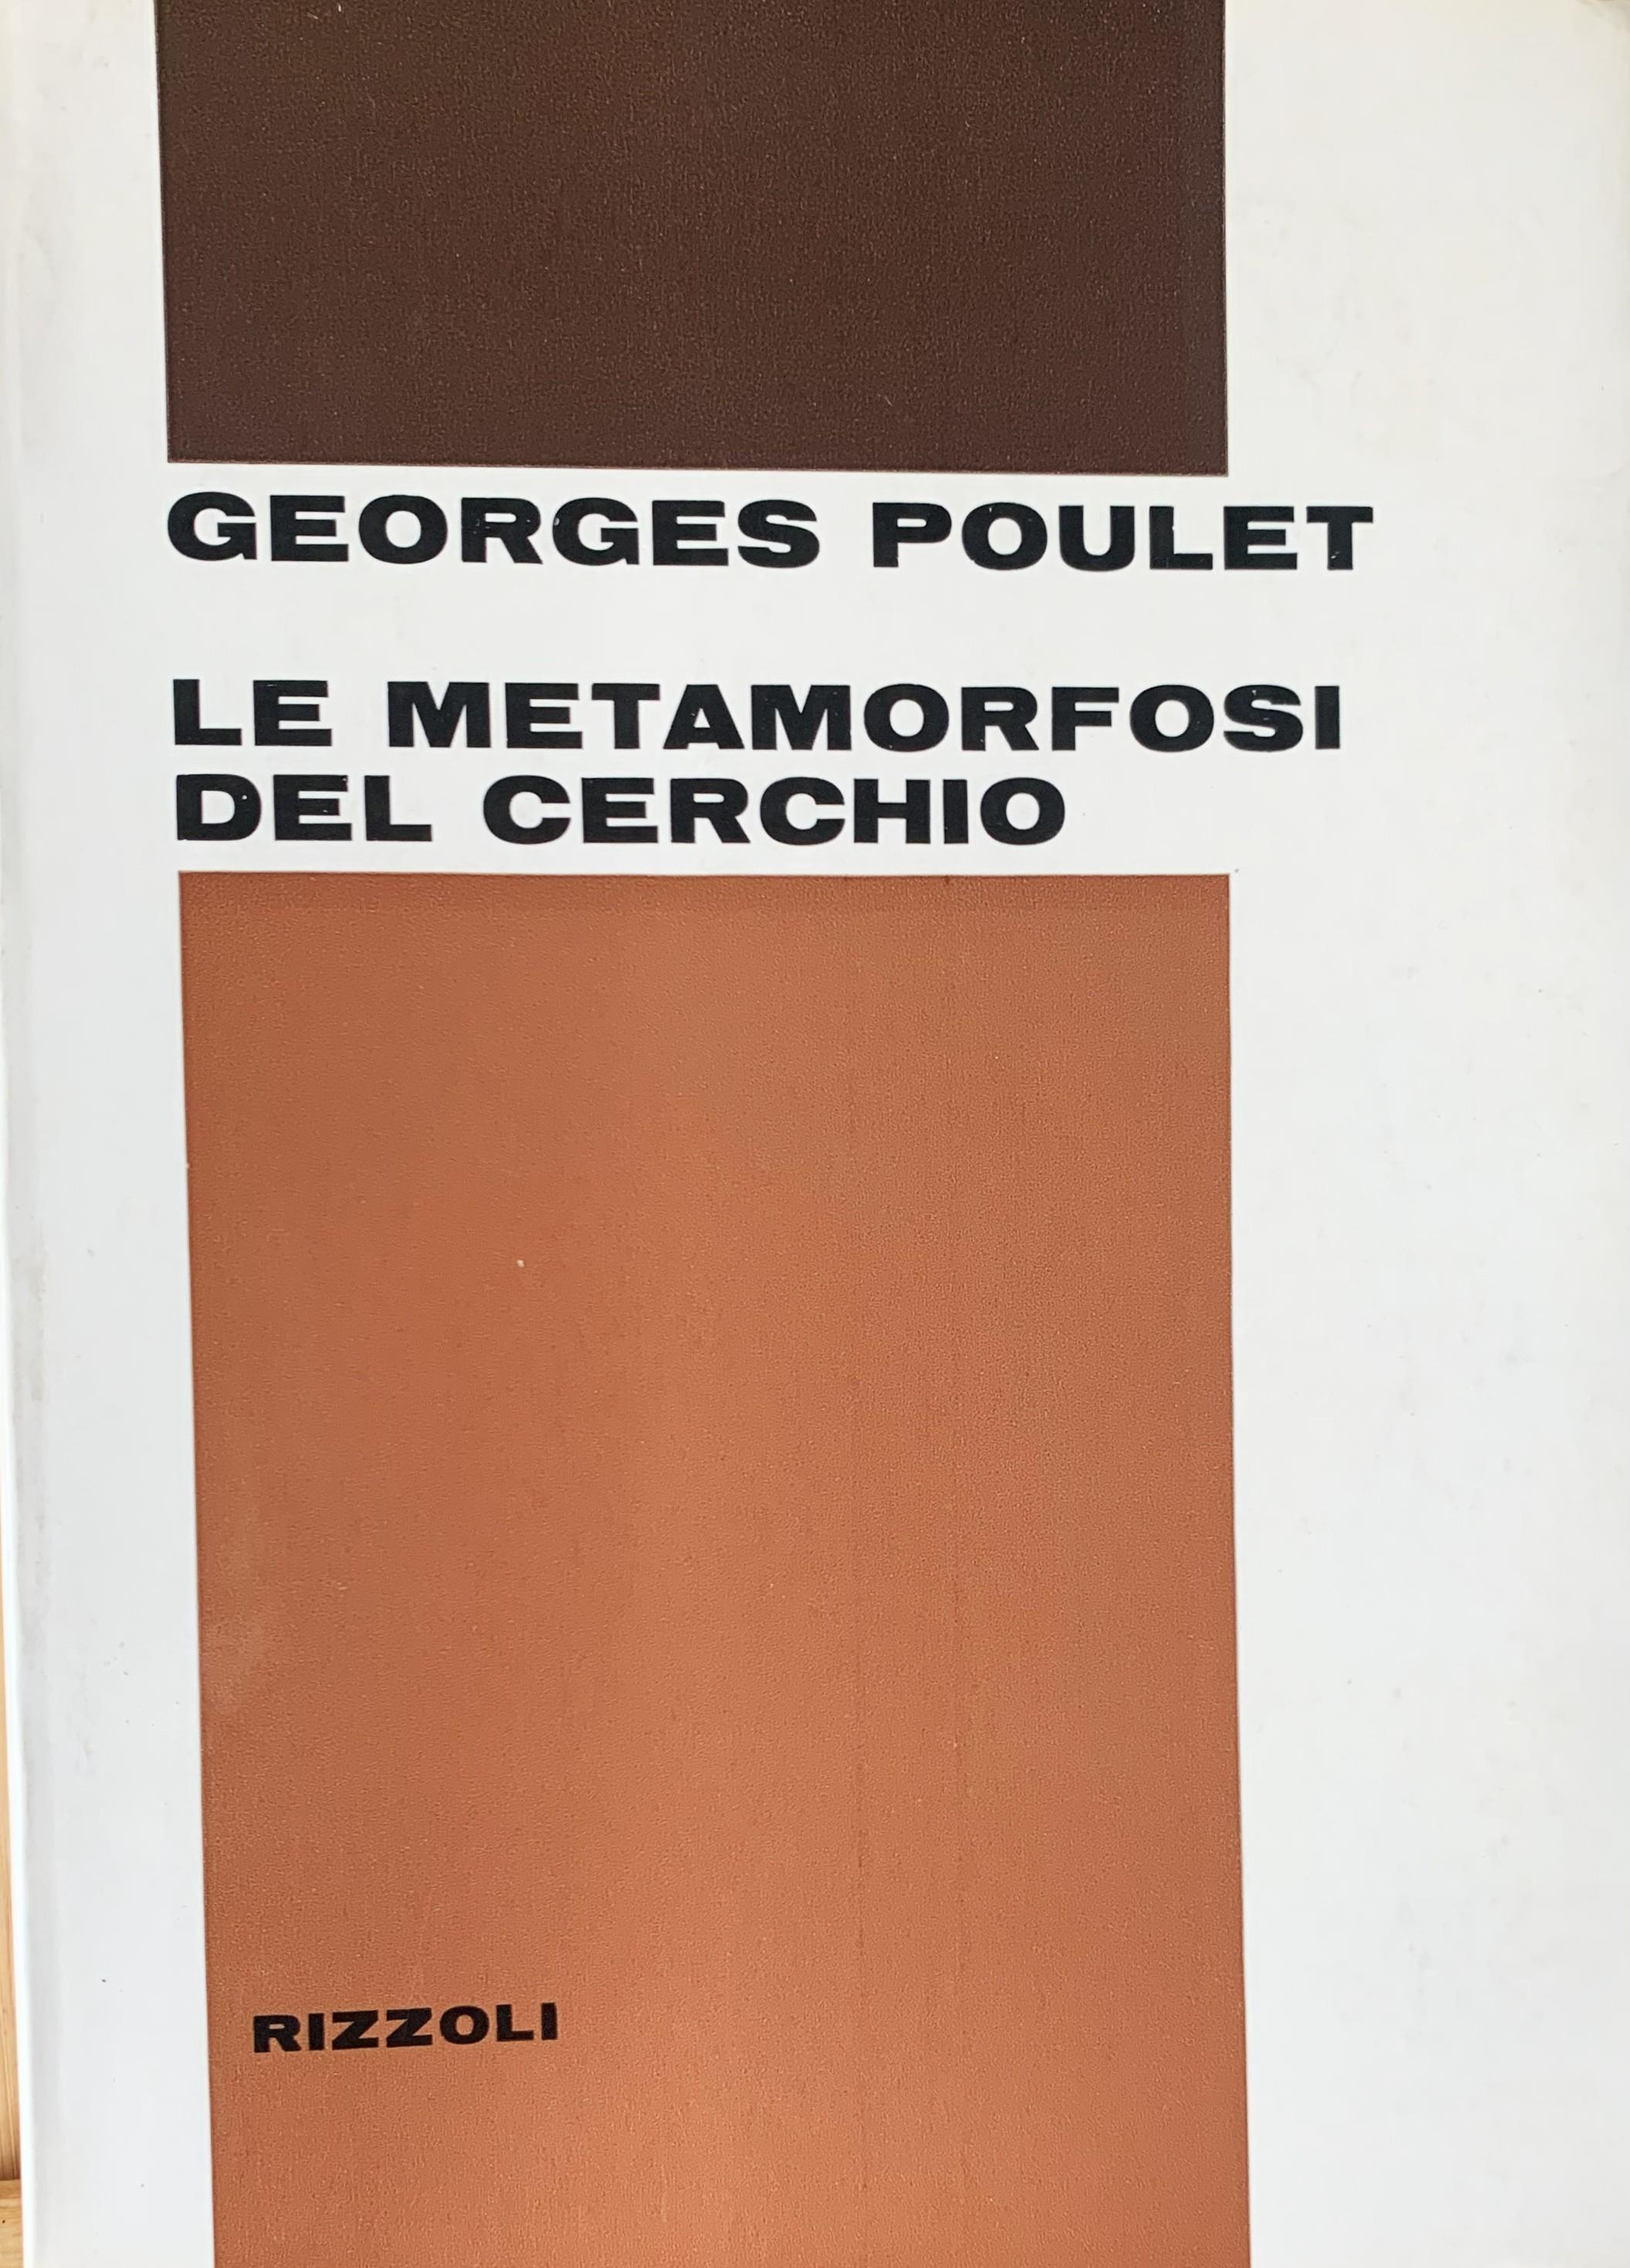 GEORGES POULET
LE METAMORFOSI
DEL CERCHIO
RIZZOLI